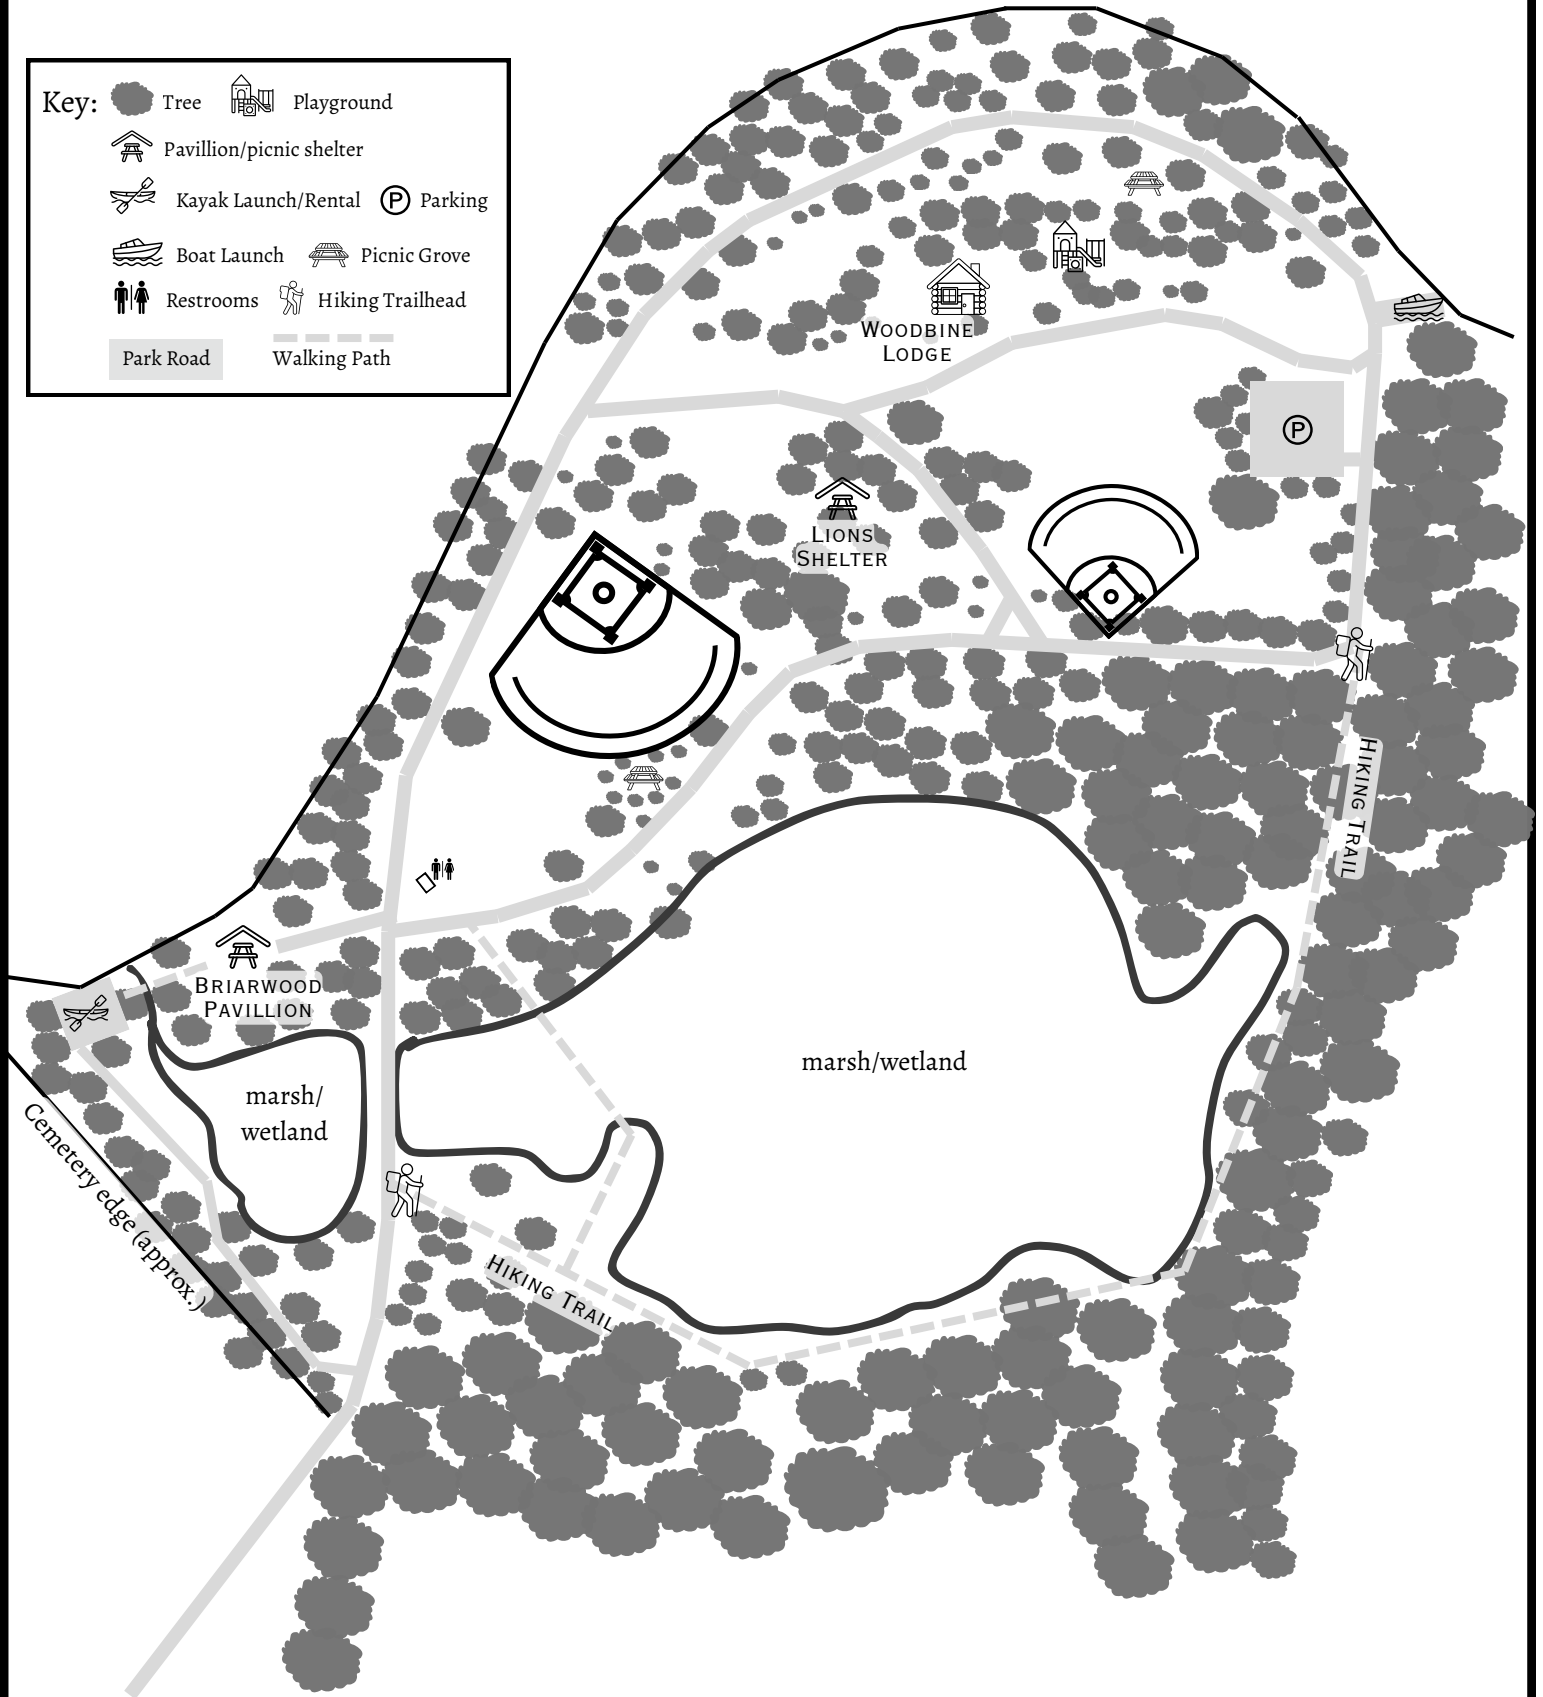 Key:
Tree
Playground
Pavillion/picnic shelter
Kayak Launch/Rental
P
Parking
Boat Launch
Picnic Grove
Restrooms
Hiking Trailhead
Park Road
Walking Path
Woodbine
Lodge
P
Lions
Shelter
Hiking Trail
Briarwood
Pavillion
marsh/wetland
marsh/
wetland
Cemetery edge (approx.)
Hiking Trail